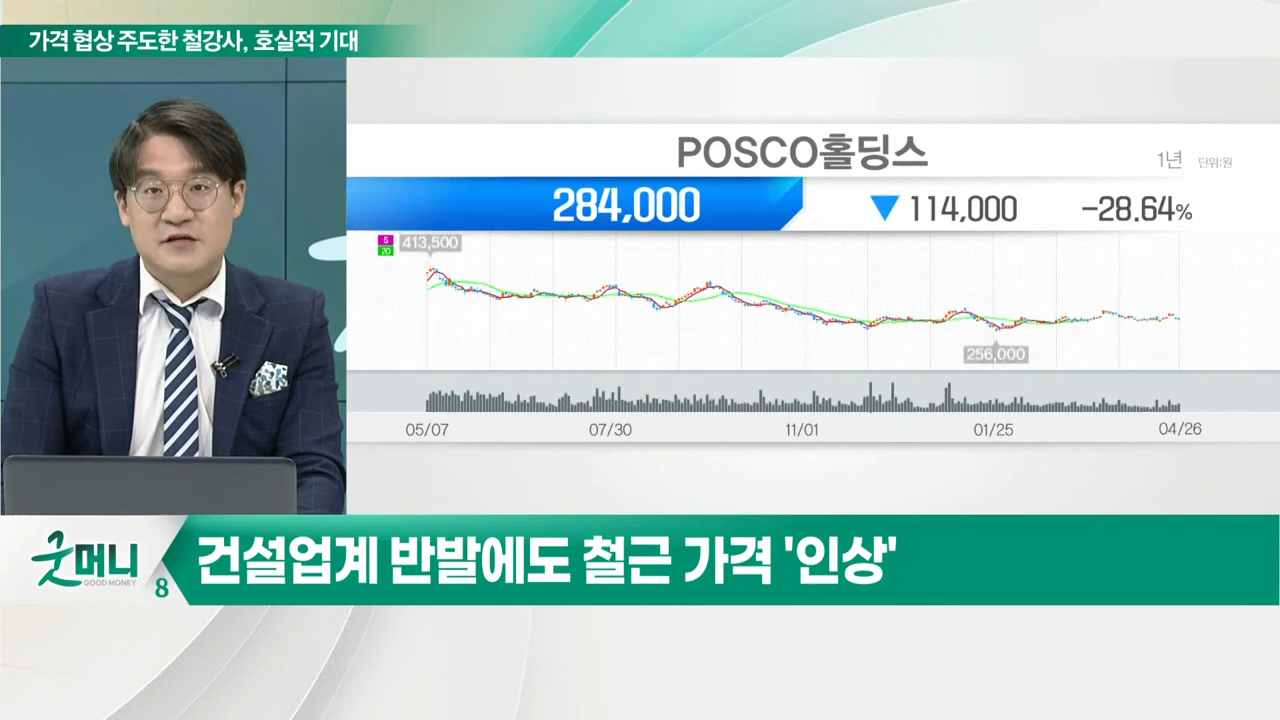 가격 협상 주도한 철강사, 호실적 기대
POSCO홀딩스
1년 단위:원
284,000 ▼ 114,000 -28.64%
5
20
413,500
256,000
05/07 07/30 11/01 01/25 04/26
굿머니
GOOD MONEY
8
건설업계 반발에도 철근 가격 '인상'